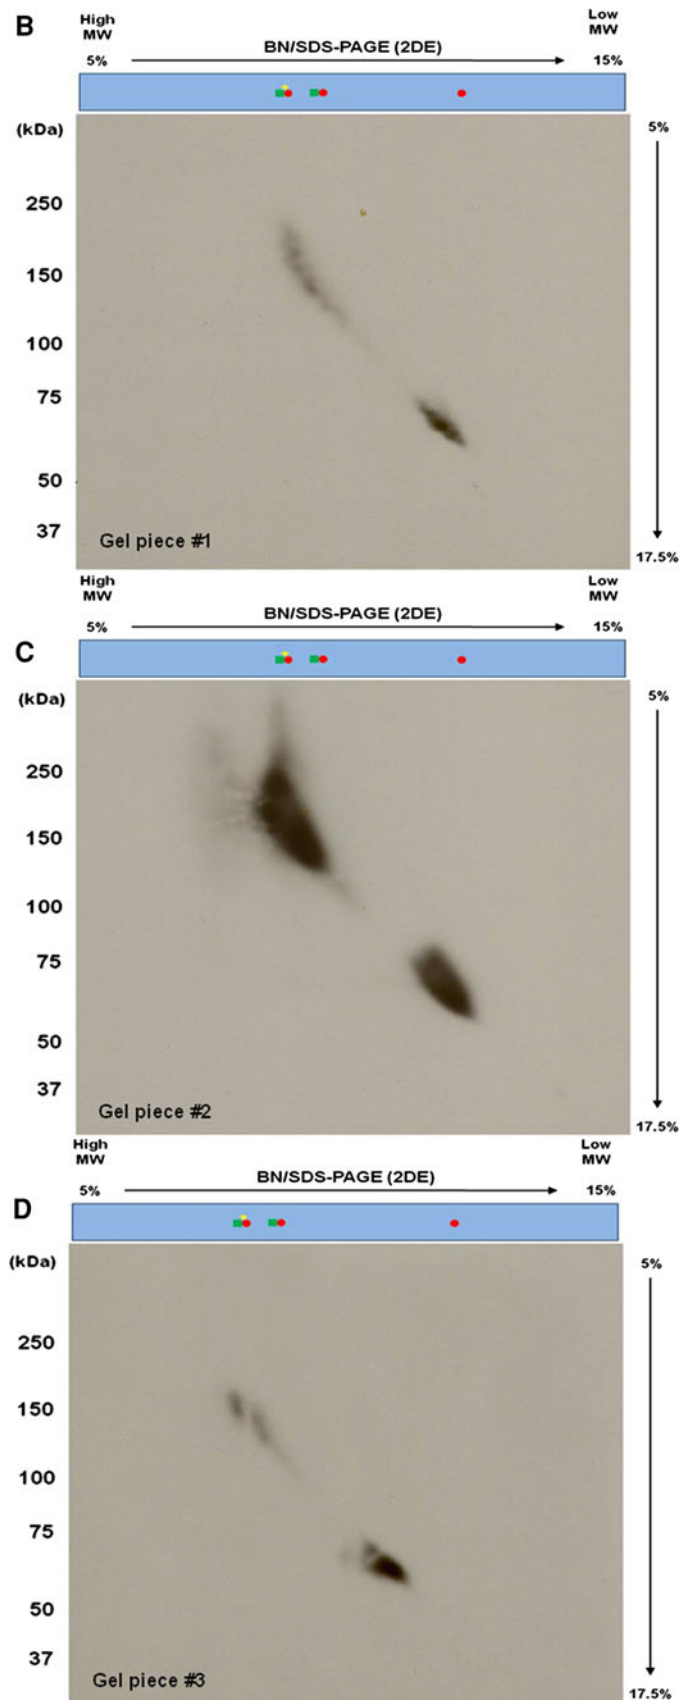 B
High
MW
Low
MW
BN/SDS-PAGE (2DE)
5%
15%
(kDa)
5%
250
150
100
75
50
37
Gel piece #1
17.5%
High
MW
Low
MW
BN/SDS-PAGE (2DE)
5%
15%
C
(kDa)
5%
250
150
100
75
50
37
Gel piece #2
17.5%
High
MW
Low
MW
BN/SDS-PAGE (2DE)
5%
15%
D
(kDa)
5%
250
150
100
75
50
37
Gel piece #3
17.5%